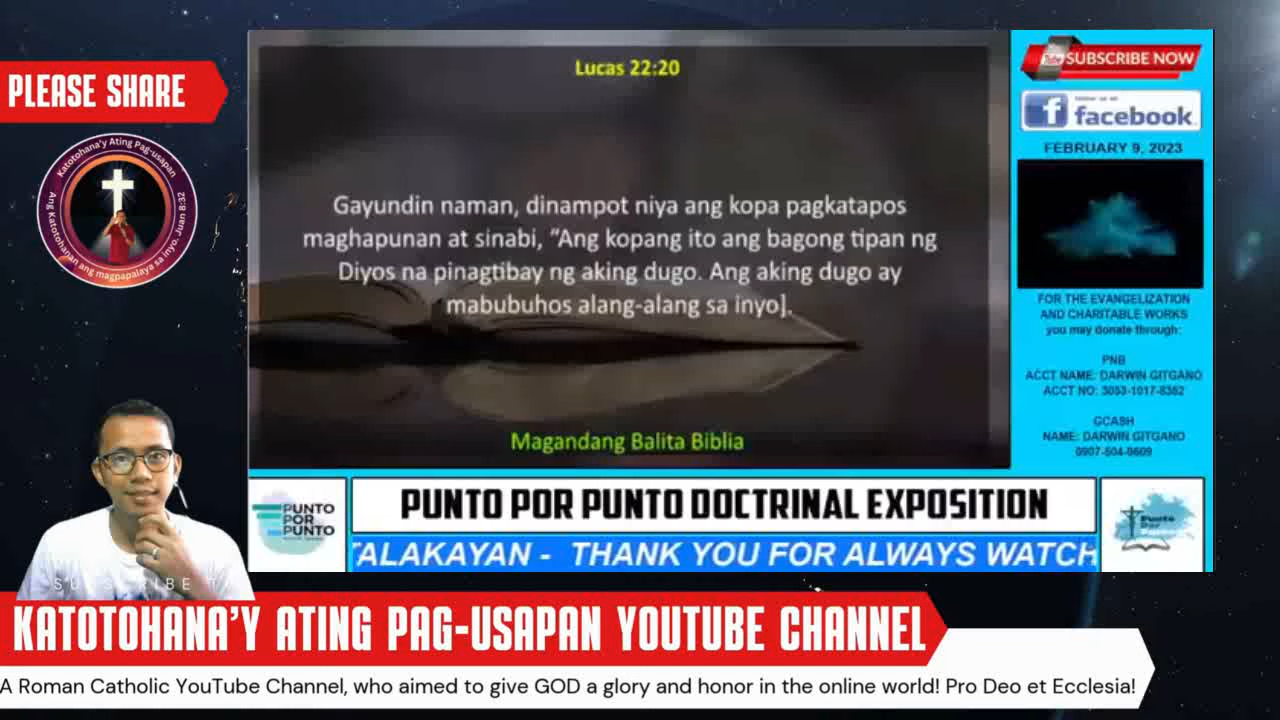 PLEASE SHARE
Katotohana'y Ating Pag-usapan
Ang Katotohanan ang magpapalaya sa inyo. Juan 8:32
Lucas 22:20
Gayundin naman, dinampot niya ang kopa pagkatapos
maghapunan at sinabi, “Ang kopang ito ang bagong tipan ng
Diyos na pinagtibay ng aking dugo. Ang aking dugo ay
mabubuhos alang-alang sa inyo].
Magandang Balita Biblia
SUBSCRIBE NOW
facebook
FEBRUARY 9, 2023
FOR THE EVANGELIZATION
AND CHARITABLE WORKS
you may donate through:
PNB
ACCT NAME: DARWIN GITGANO
ACCT NO: 3053-1017-8362
GCASH
NAME: DARWIN GITGANO
0907-504-0609
PUNTO
POR
PUNTO
PUNTO POR PUNTO DOCTRINAL EXPOSITION
Punto
Por
TALAKAYAN - THANK YOU FOR ALWAYS WATCH
SUBSCRIBE
KATOTOHANA'Y ATING PAG-USAPAN YOUTUBE CHANNEL
A Roman Catholic YouTube Channel, who aimed to give GOD a glory and honor in the online world! Pro Deo et Ecclesia!